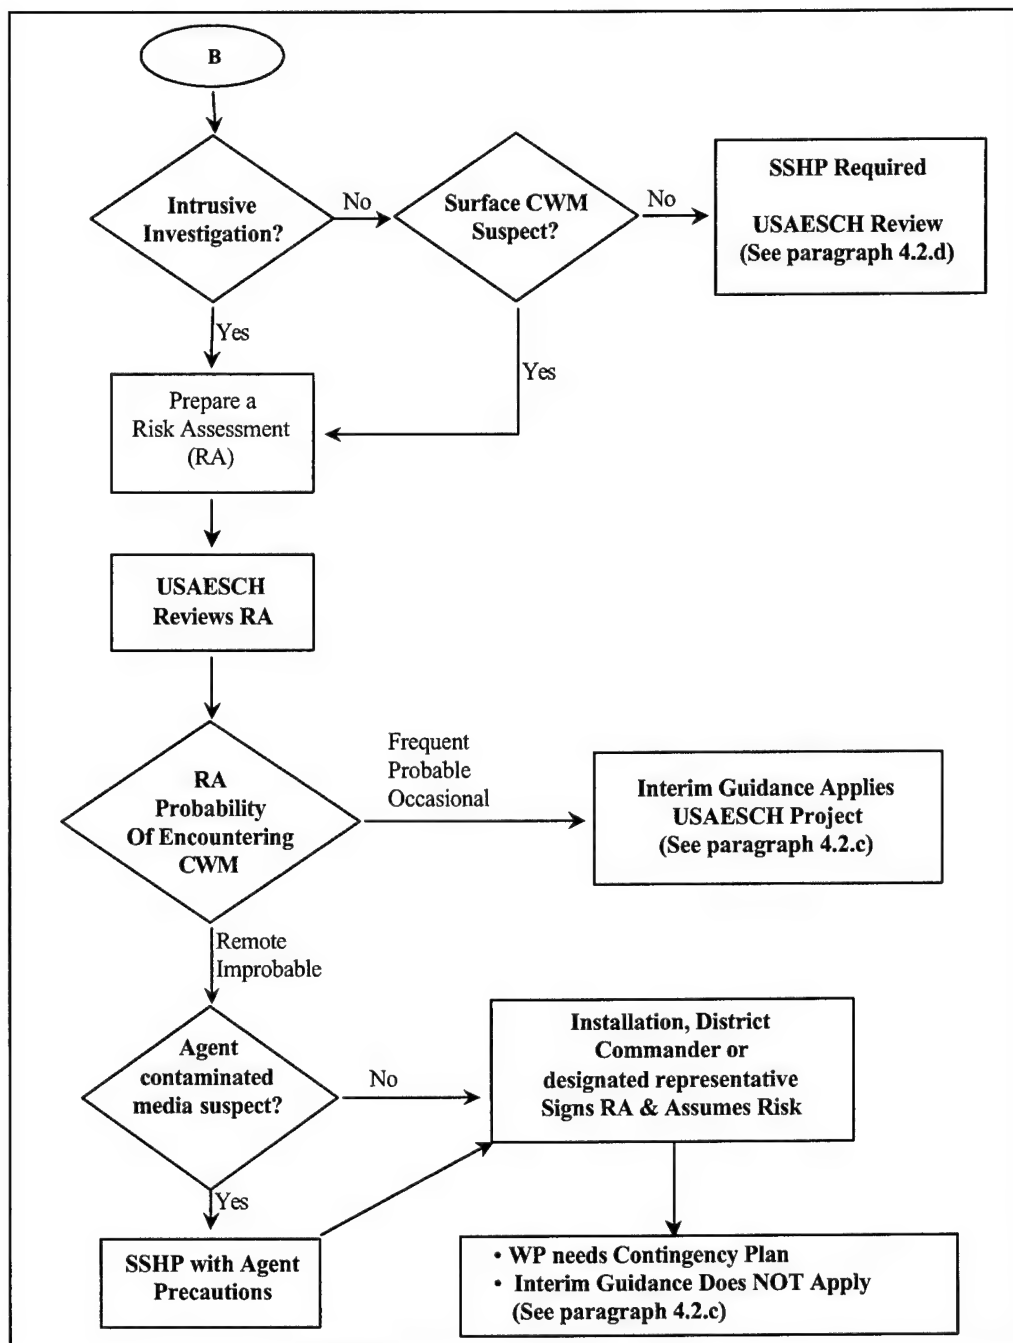 B
Intrusive
Investigation?
No
Surface CWM
Suspect?
No
SSHP Required
USAESCH Review
(See paragraph 4.2.d)
Yes
Yes
Prepare a
Risk Assessment
(RA)
USAESCH
Reviews RA
RA
Probability
Of Encountering
CWM
Frequent
Probable
Occasional
Interim Guidance Applies
USAESCH Project
(See paragraph 4.2.c)
Remote
Improbable
Agent
contaminated
media suspect?
No
Installation, District
Commander or
designated representative
Signs RA & Assumes Risk
Yes
SSHP with Agent
Precautions
• WP needs Contingency Plan
• Interim Guidance Does NOT Apply
(See paragraph 4.2.c)